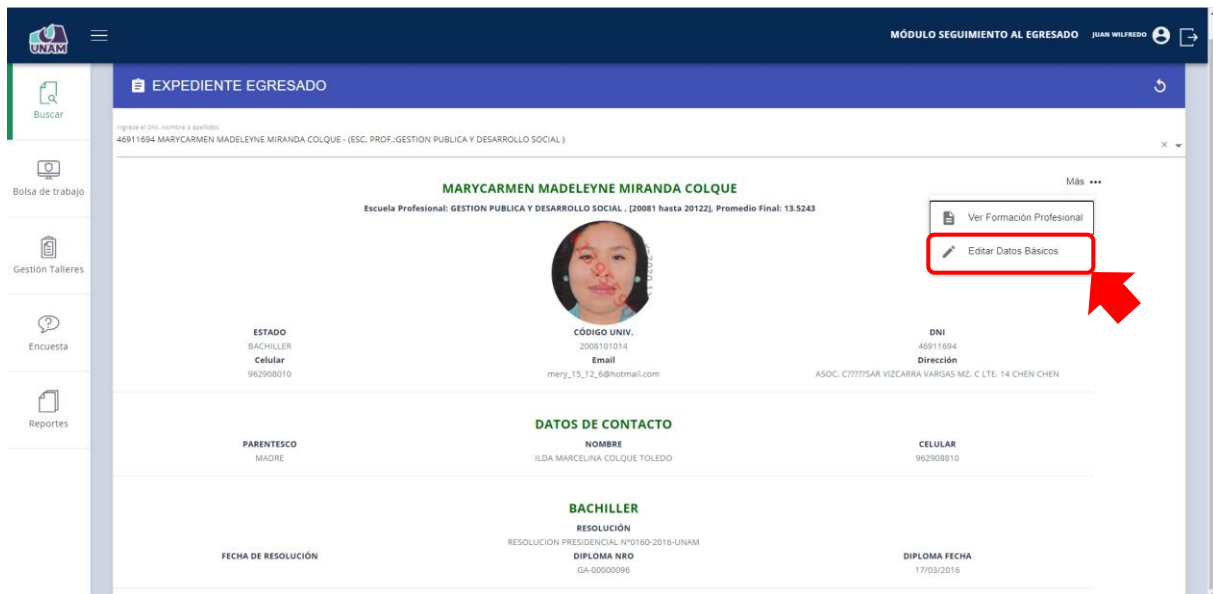 UNAM
MÓDULO SEGUIMIENTO AL EGRESADO JUAN WILFREDO
Buscar
Bolsa de trabajo
Gestión Talleres
Encuesta
Reportes
EXPEDIENTE EGRESADO
Ingrese el DNI, nombre o apellidos
46911694 MARYCARMEN MADELEYNE MIRANDA COLQUE - (ESC. PROF.:GESTION PUBLICA Y DESARROLLO SOCIAL )
Más
MARYCARMEN MADELEYNE MIRANDA COLQUE
Escuela Profesional: GESTION PUBLICA Y DESARROLLO SOCIAL , [20081 hasta 20122], Promedio Final: 13.5243
Ver Formación Profesional
Editar Datos Básicos
ESTADO CÓDIGO UNIV. DNI
BACHILLER 2008101014 46911694
Celular Email Dirección
962908010 mery_15_12_6@hotmail.com ASOC. C?????SAR VIZCARRA VARGAS MZ. C LTE. 14 CHEN CHEN
DATOS DE CONTACTO
PARENTESCO NOMBRE CELULAR
MADRE ILDA MARCELINA COLQUE TOLEDO 962908810
BACHILLER
RESOLUCIÓN
RESOLUCION PRESIDENCIAL N°0160-2016-UNAM
FECHA DE RESOLUCIÓN DIPLOMA NRO DIPLOMA FECHA
GA-00000096 17/03/2016